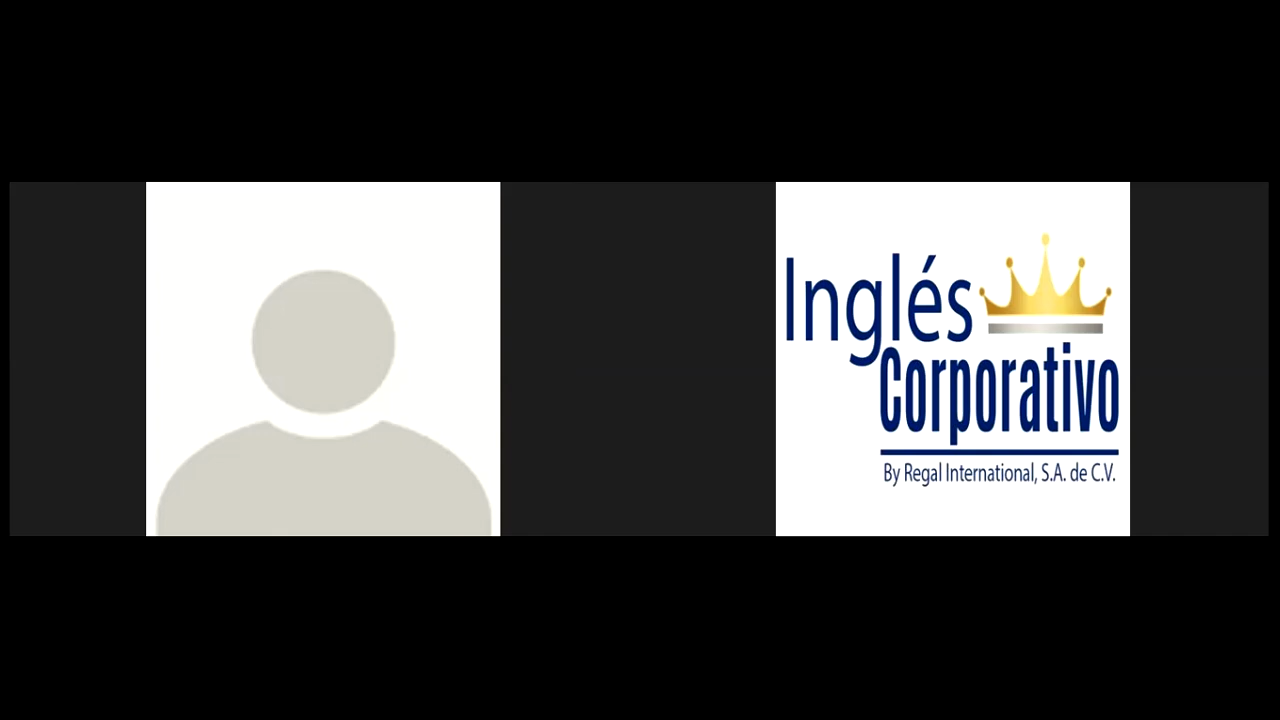 Inglés
Corporativo
By Regal International, S.A. de C.V.